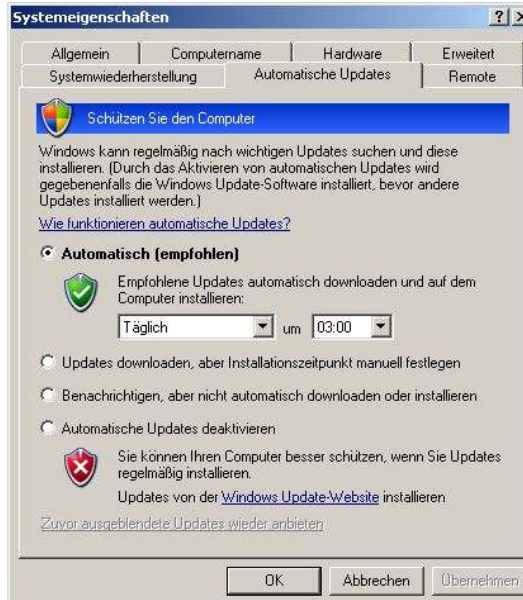 Systemeigenschaften
Allgemein Computername Hardware Erweitert
Systemwiederherstellung Automatische Updates Remote
Schützen Sie den Computer
Windows kann regelmäßig nach wichtigen Updates suchen und diese
installieren. (Durch das Aktivieren von automatischen Updates wird
gegebenenfalls die Windows Update-Software installiert, bevor andere
Updates installiert werden.)
Wie funktionieren automatische Updates?
Automatisch (empfohlen)
Empfohlene Updates automatisch downloaden und auf dem
Computer installieren:
Täglich um 03:00
Updates downloaden, aber Installationszeitpunkt manuell festlegen
Benachrichtigen, aber nicht automatisch downloaden oder installieren
Automatische Updates deaktivieren
Sie können Ihren Computer besser schützen, wenn Sie Updates
regelmäßig installieren.
Updates von der Windows Update-Website installieren
Zuvor ausgeblendete Updates wieder anbieten
OK Abbrechen Übernehmen